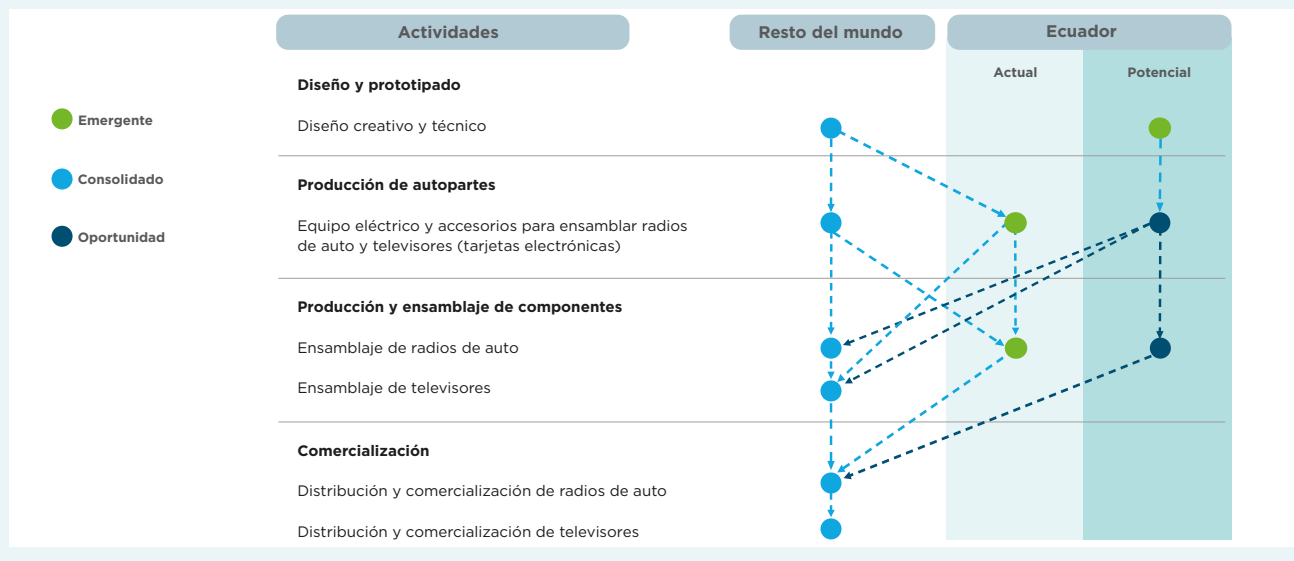 Actividades
Resto del mundo
Ecuador
Actual
Potencial
Emergente
Consolidado
Oportunidad
Diseño y prototipado
Diseño creativo y técnico
Producción de autopartes
Equipo eléctrico y accesorios para ensamblar radios
de auto y televisores (tarjetas electrónicas)
Producción y ensamblaje de componentes
Ensamblaje de radios de auto
Ensamblaje de televisores
Comercialización
Distribución y comercialización de radios de auto
Distribución y comercialización de televisores